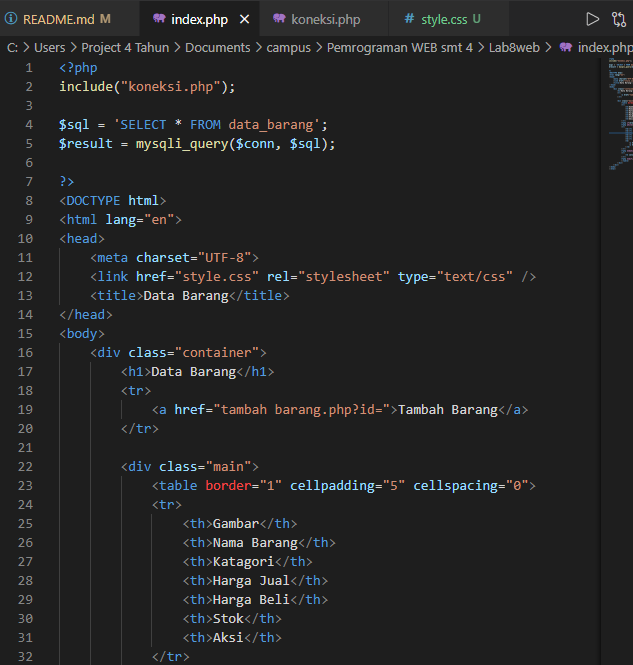 README.md M index.php × koneksi.php # style.css U
C: > Users > Project 4 Tahun > Documents > campus > Pemrograman WEB smt 4 > Lab8web > index.php
1 <?php
2 include("koneksi.php");
3
4 $sql = 'SELECT * FROM data_barang';
5 $result = mysqli_query($conn, $sql);
6
7 ?>
8 <DOCTYPE html>
9 <html lang="en">
10 <head>
11 <meta charset="UTF-8">
12 <link href="style.css" rel="stylesheet" type="text/css" />
13 <title>Data Barang</title>
14 </head>
15 <body>
16 <div class="container">
17 <h1>Data Barang</h1>
18 <tr>
19 <a href="tambah barang.php?id=">Tambah Barang</a>
20 </tr>
21
22 <div class="main">
23 <table border="1" cellpadding="5" cellspacing="0">
24 <tr>
25 <th>Gambar</th>
26 <th>Nama Barang</th>
27 <th>Katagori</th>
28 <th>Harga Jual</th>
29 <th>Harga Beli</th>
30 <th>Stok</th>
31 <th>Aksi</th>
32 </tr>